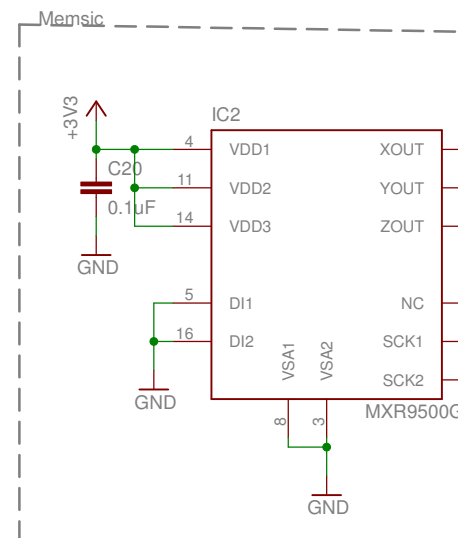 Memsic
+3V3
IC2
4 VDD1 XOUT
C20
11 VDD2 YOUT
0.1uF
14 VDD3 ZOUT
GND
5 DI1 NC
16 DI2 SCK1
VSA1 VSA2
SCK2
GND
MXR9500G
8 3
GND